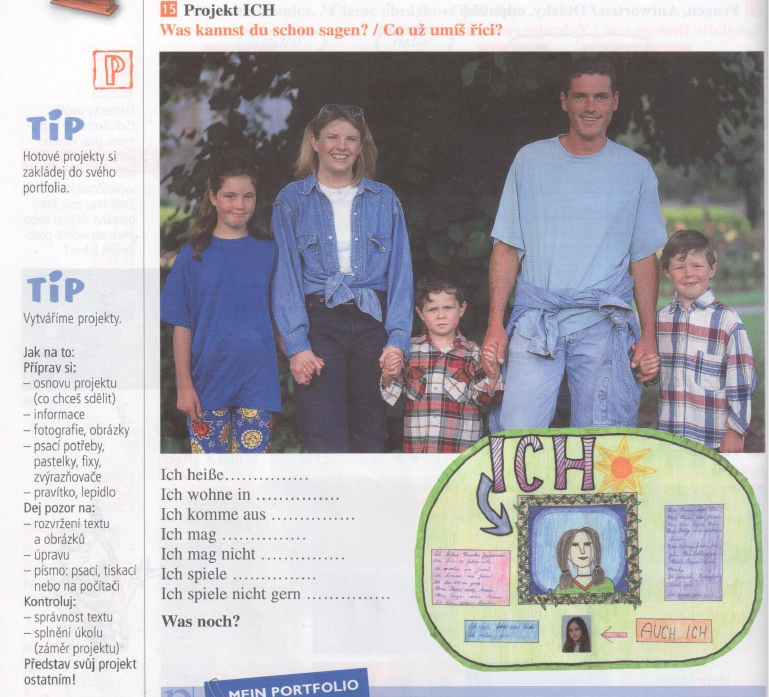 15 Projekt ICH
Was kannst du schon sagen? / Co už umíš říci?
P
TiP
Hotové projekty si
zakládej do svého
portfolia.
TiP
Vytváříme projekty.
Jak na to:
Příprav si:
– osnovu projektu
(co chceš sdělit)
– informace
– fotografie, obrázky
– psací potřeby,
pastelky, fixy,
zvýrazňovače
– pravítko, lepidlo
Dej pozor na:
– rozvržení textu
a obrázků
– úpravu
– písmo: psací, tiskací
nebo na počítači
Kontroluj:
– správnost textu
– splnění úkolu
(záměr projektu)
Představ svůj projekt
ostatním!
Ich heiße..............
Ich wohne in ...............
Ich komme aus ...............
Ich mag ...............
Ich mag nicht ...............
Ich spiele ...............
Ich spiele nicht gern ...............
Was noch?
ICH
AUCH ICH
MEIN PORTFOLIO